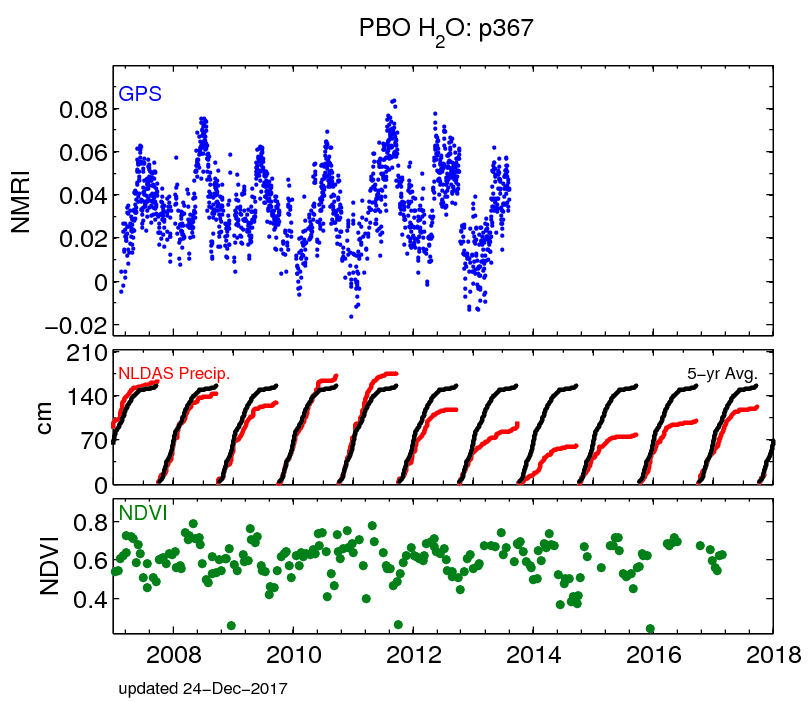 PBO H₂O: p367
GPS
NMRI
0.08
0.06
0.04
0.02
0
−0.02
NLDAS Precip.
5−yr Avg.
cm
210
140
70
0
NDVI
NDVI
0.8
0.6
0.4
2008 2010 2012 2014 2016 2018
updated 24−Dec−2017